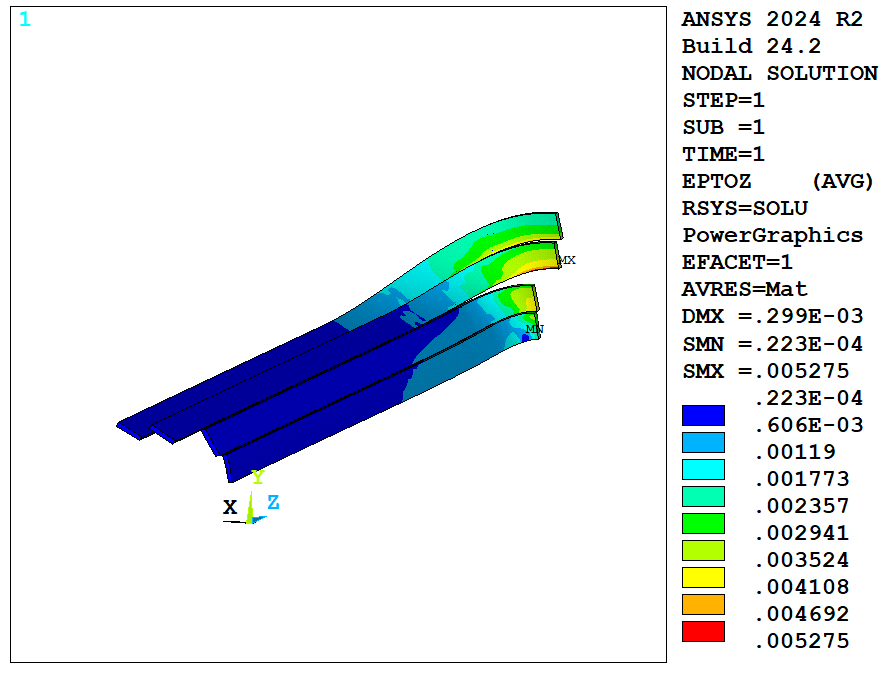 1
ANSYS 2024 R2
Build 24.2
NODAL SOLUTION
STEP=1
SUB =1
TIME=1
EPTOZ (AVG)
RSYS=SOLU
PowerGraphics
EFACET=1
AVRES=Mat
DMX =.299E-03
SMN =.223E-04
SMX =.005275
.223E-04
.606E-03
.00119
.001773
.002357
.002941
.003524
.004108
.004692
.005275
MX
MN
Y
X
Z